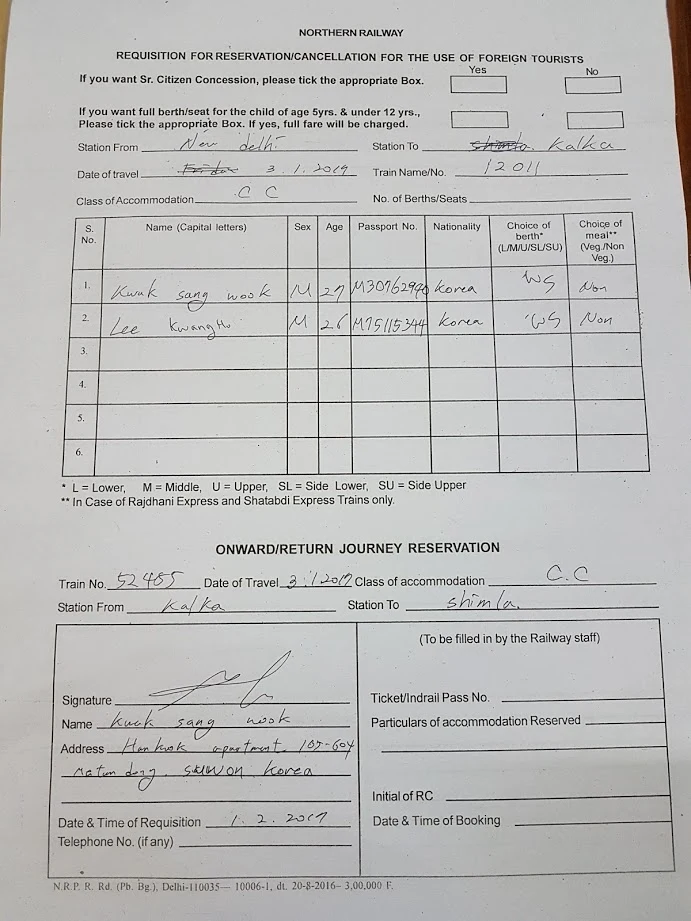 NORTHERN RAILWAY
REQUISITION FOR RESERVATION/CANCELLATION FOR THE USE OF FOREIGN TOURISTS
Yes No
If you want Sr. Citizen Concession, please tick the appropriate Box.
If you want full berth/seat for the child of age 5yrs. & under 12 yrs.,
Please tick the appropriate Box. If yes, full fare will be charged.
Station From New delhi Station To Shimla. Kalka
Date of travel 3.1.2019 Train Name/No. 12011
Class of Accommodation C C No. of Berths/Seats
S. No. Name (Capital letters) Sex Age Passport No. Nationality Choice of berth* (L/M/U/SL/SU) Choice of meal** (Veg./Non Veg.)
1. Kwak sang wook M 27 Korea WS Non
2. Lee KwangHo M 26 M75115344 Korea WS Non
3.
4.
5.
6.
* L = Lower, M = Middle, U = Upper, SL = Side Lower, SU = Side Upper
** In Case of Rajdhani Express and Shatabdi Express Trains only.
ONWARD/RETURN JOURNEY RESERVATION
Train No. 52455 Date of Travel 3.1.2017 Class of accommodation C.C
Station From Kalka Station To shimla.
(To be filled in by the Railway staff)
Signature
Ticket/Indrail Pass No.
Name Kwak sang wook
Particulars of accommodation Reserved
Address Hankook apartment 105-604
dong. SUWON. Korea
Initial of RC
Date & Time of Requisition 1.2.2017
Date & Time of Booking
Telephone No. (if any)
N.R.P. R. Rd. (Pb. Bg.), Delhi-110035— 10006-1, dt. 20-8-2016– 3,00,000 F.